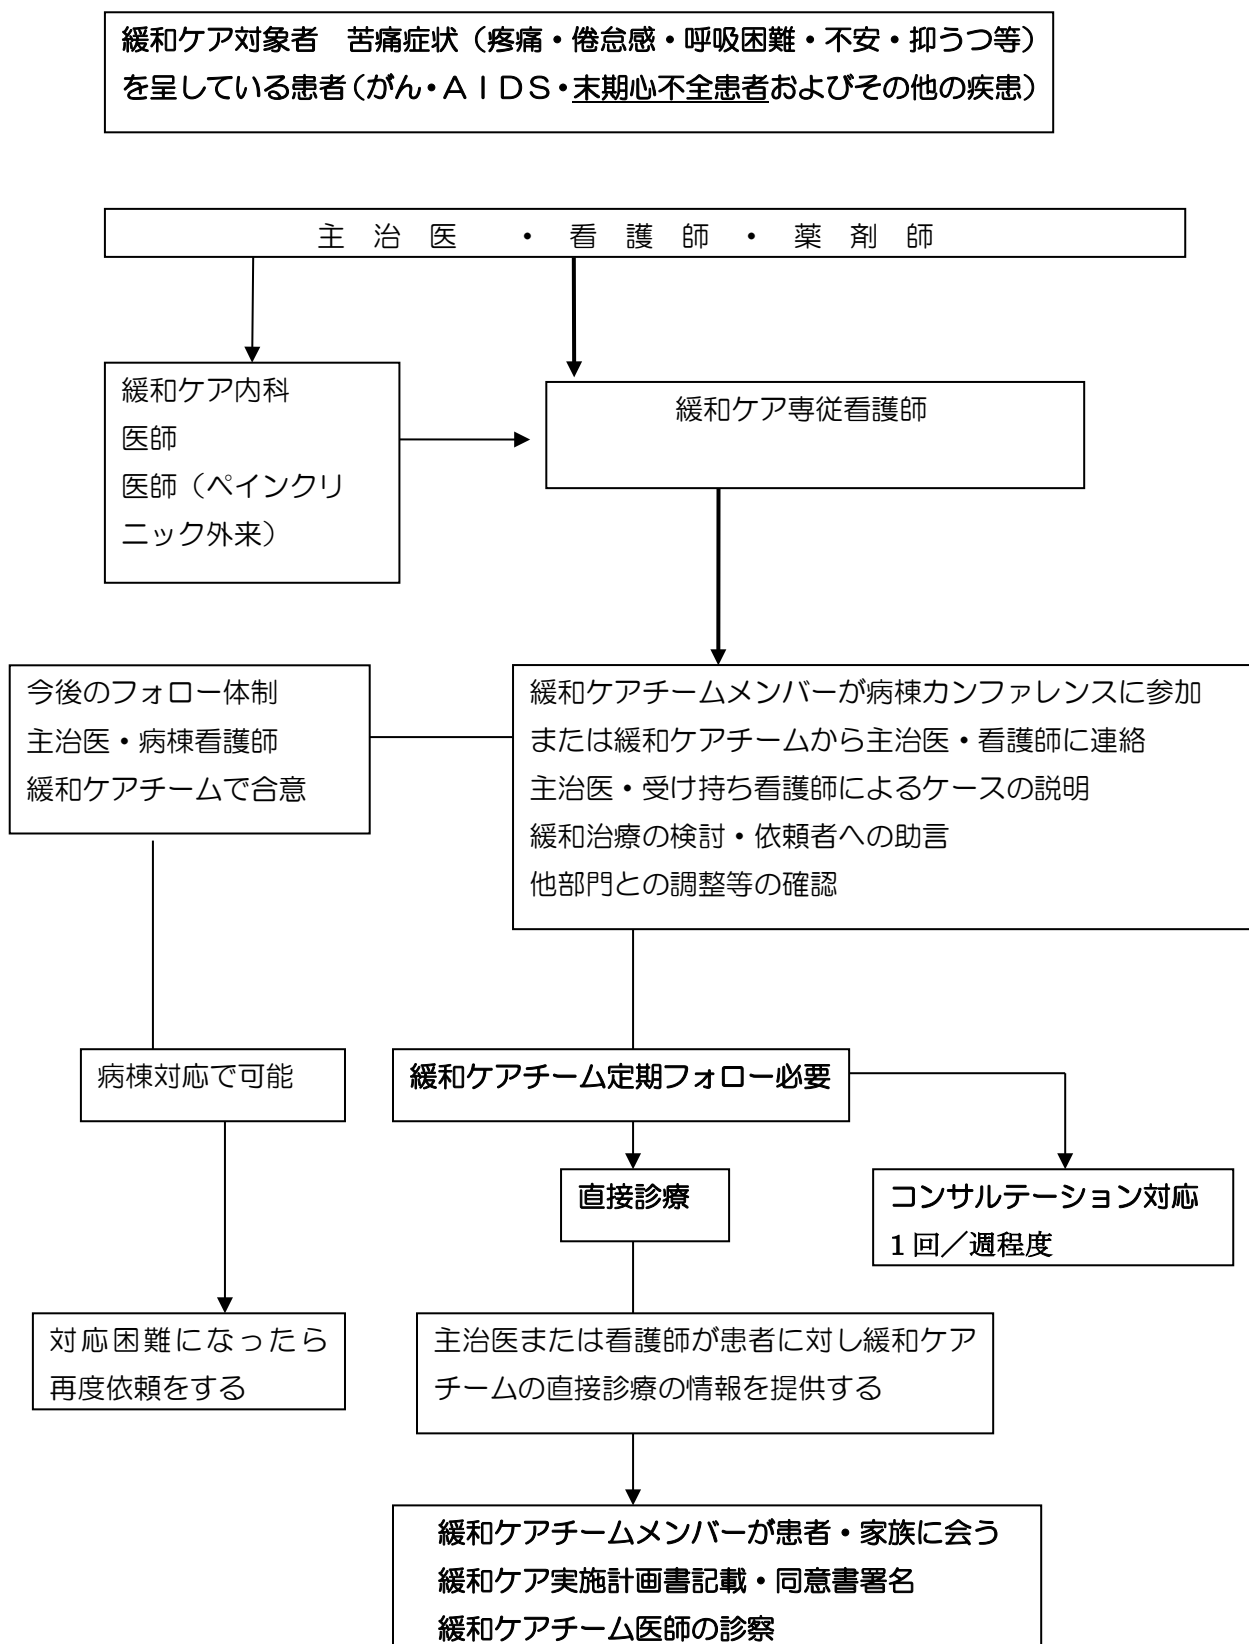 緩和ケア対象者　苦痛症状（疼痛・倦怠感・呼吸困難・不安・抑うつ等）
を呈している患者（がん・ＡＩＤＳ・末期心不全患者およびその他の疾患）
主　治　医　・　看　護　師　・　薬　剤　師
緩和ケア内科
医師
医師（ペインクリ
ニック外来）
緩和ケア専従看護師
今後のフォロー体制
主治医・病棟看護師
緩和ケアチームで合意
緩和ケアチームメンバーが病棟カンファレンスに参加
または緩和ケアチームから主治医・看護師に連絡
主治医・受け持ち看護師によるケースの説明
緩和治療の検討・依頼者への助言
他部門との調整等の確認
病棟対応で可能
緩和ケアチーム定期フォロー必要
直接診療
コンサルテーション対応
１回／週程度
対応困難になったら
再度依頼をする
主治医または看護師が患者に対し緩和ケア
チームの直接診療の情報を提供する
緩和ケアチームメンバーが患者・家族に会う
緩和ケア実施計画書記載・同意書署名
緩和ケアチーム医師の診察